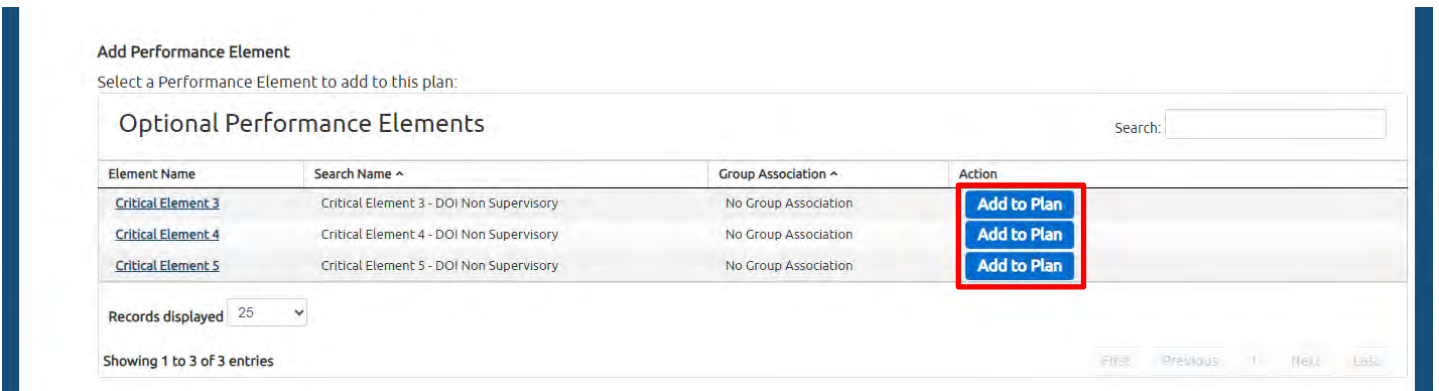 Add Performance Element
Select a Performance Element to add to this plan:
Optional Performance Elements
Search:
Element Name Search Name Group Association Action
Critical Element 3 Critical Element 3 - DOI Non Supervisory No Group Association Add to Plan
Critical Element 4 Critical Element 4 - DOI Non Supervisory No Group Association Add to Plan
Critical Element 5 Critical Element 5 - DOI Non Supervisory No Group Association Add to Plan
Records displayed 25
Showing 1 to 3 of 3 entries First Previous 1 Next Last